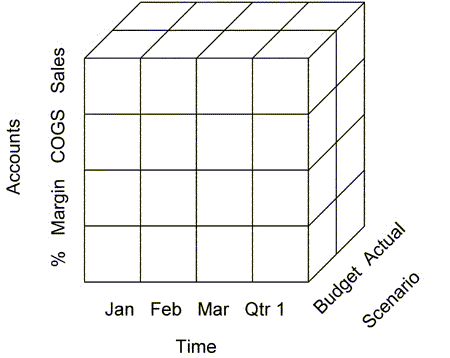 Accounts
Sales
COGS
Margin
%
Jan Feb Mar Qtr 1
Time
Budget Actual
Scenario